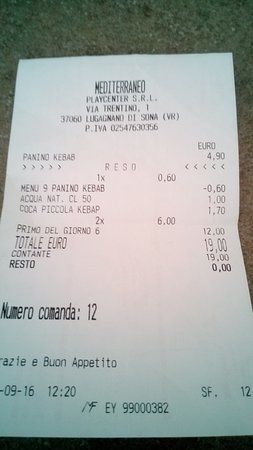 MEDITERRANEO
PLAYCENTER S.R.L.
VIA TRENTINO, 1
37060 LUGAGNANO DI SONA (VR)
P.IVA 02547630356
EURO
PANINO KEBAB 4,90
>>>>> RESO <<<<<
1x 0,60
MENU 9 PANINO KEBAB -0,60
ACQUA NAT. CL 50 1,00
COCA PICCOLA KEBAP 1,70
2x 6,00
PRIMO DEL GIORNO 6 12,00
TOTALE EURO 19,00
CONTANTE 19,00
RESTO 0,00
Numero comanda: 12
razie e Buon Appetito
-09-16 12:20 SF. 12
MF EY 99000382